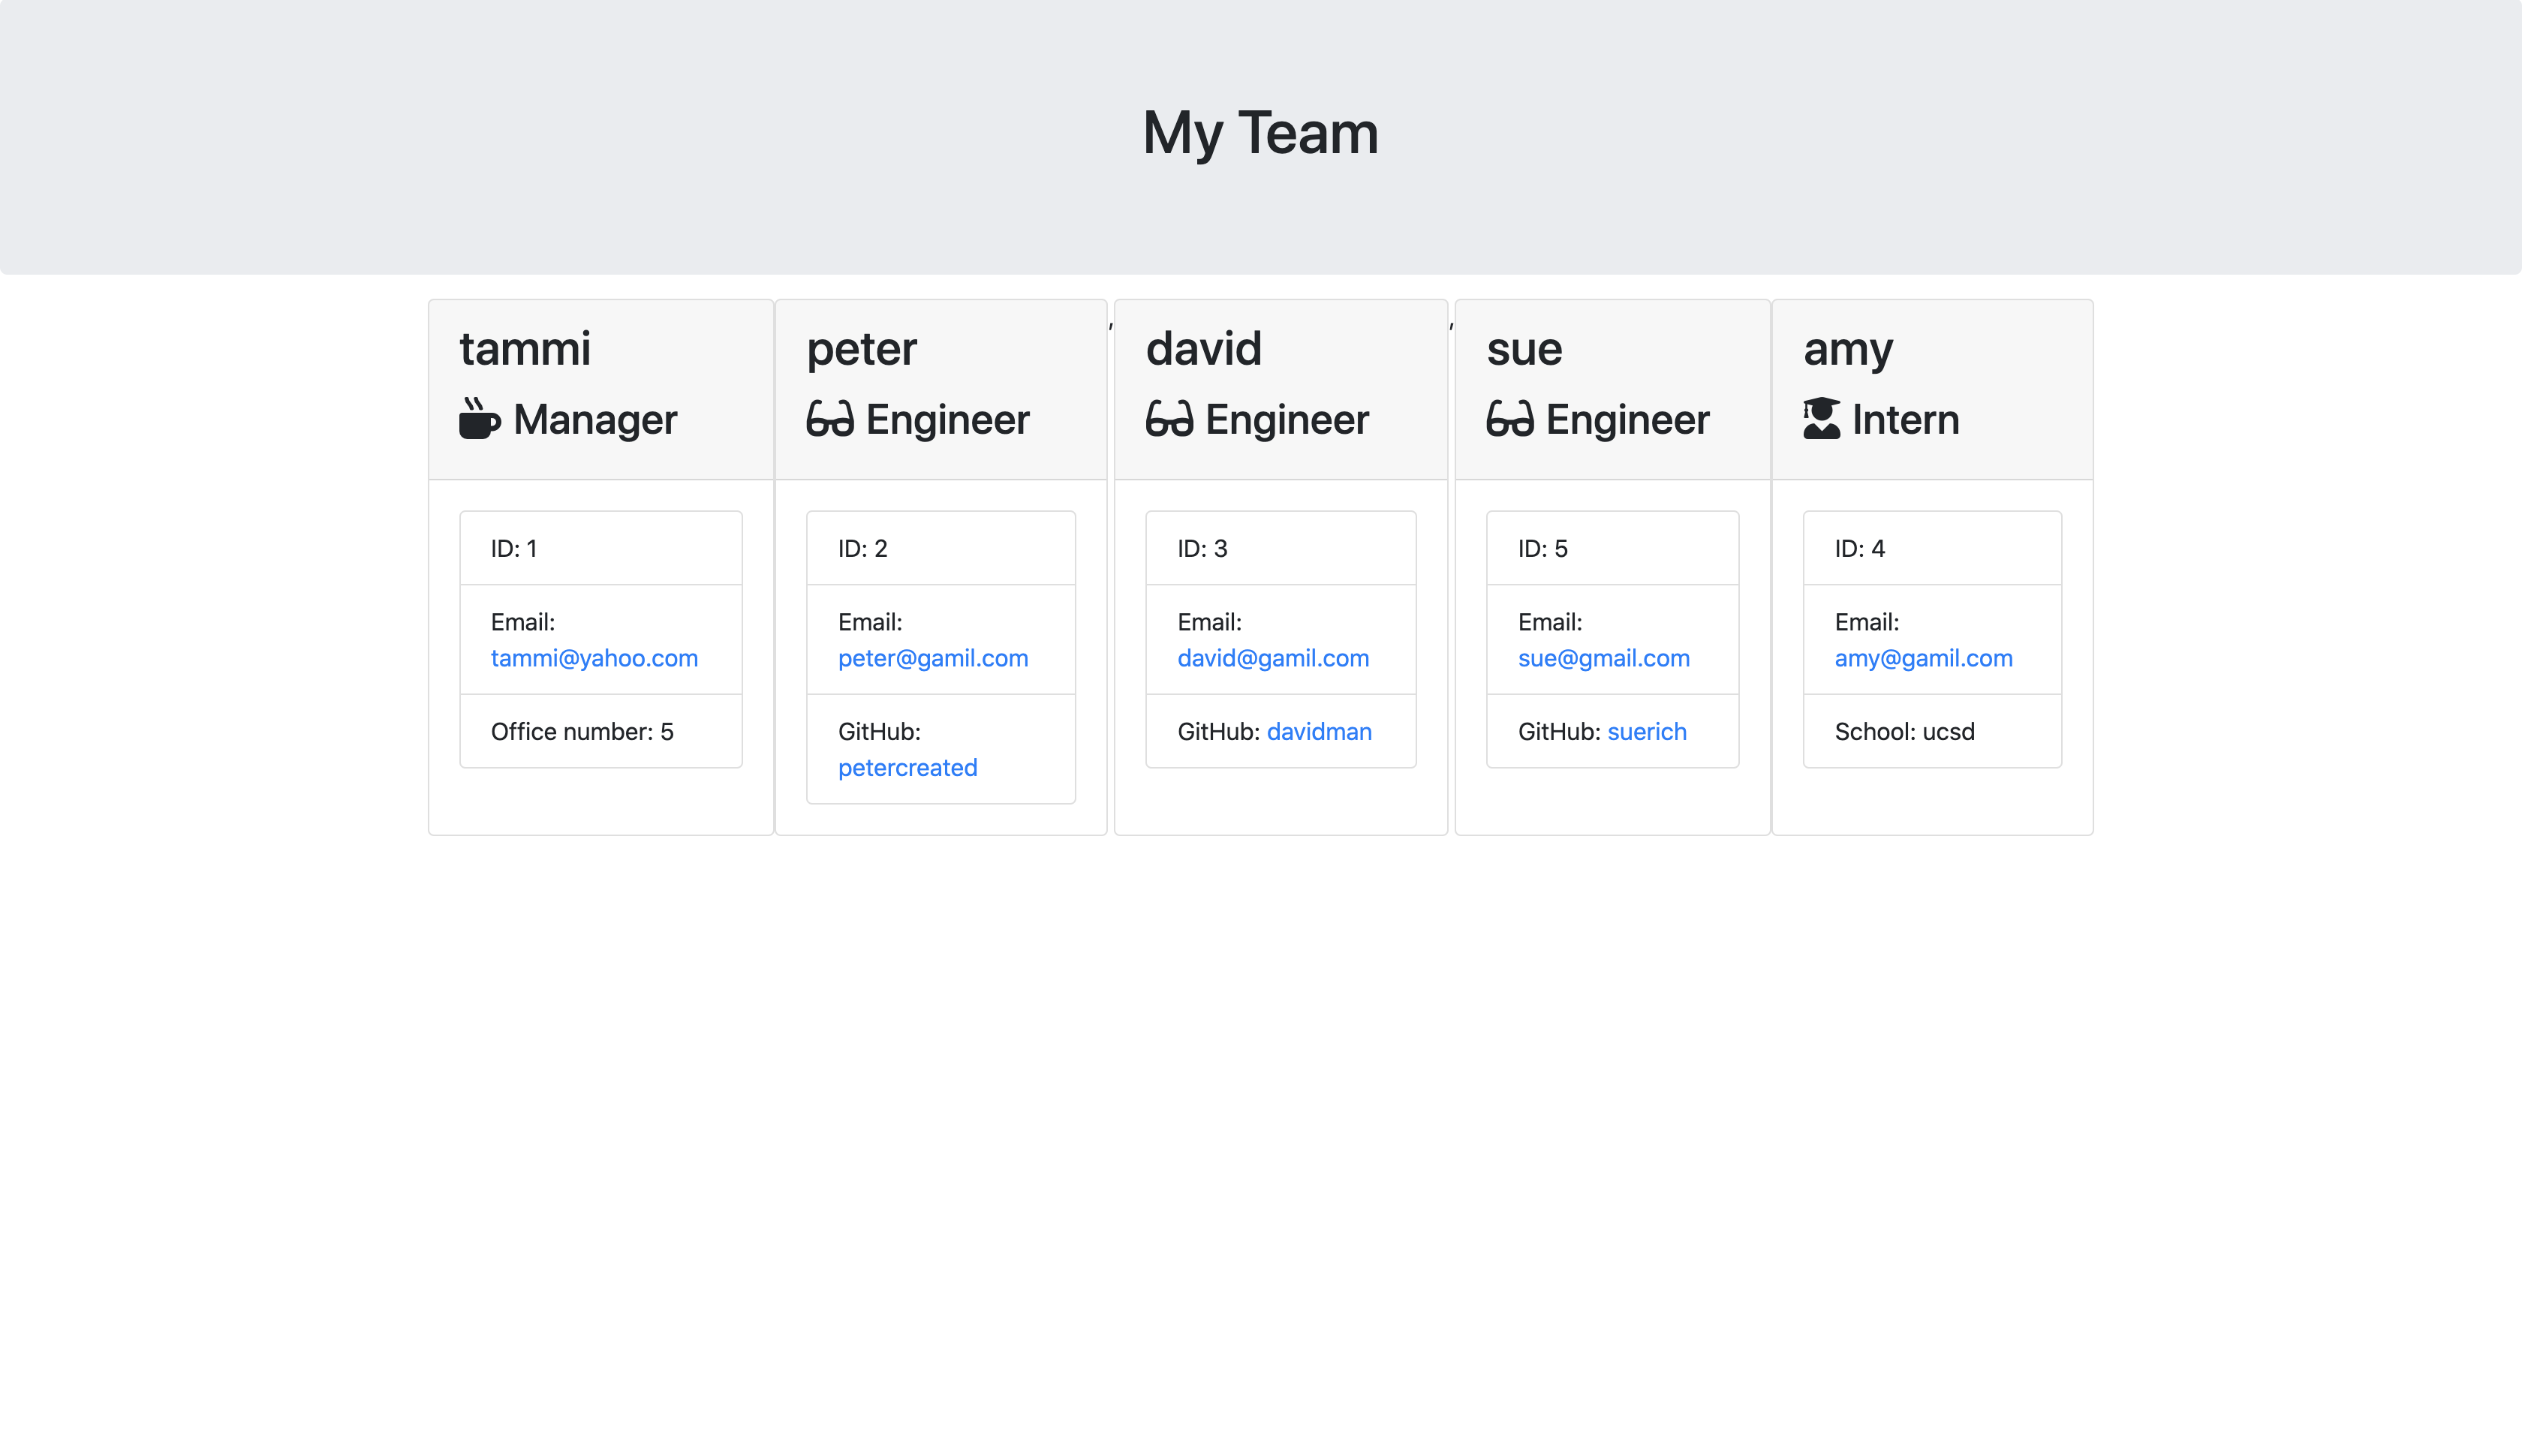 My Team
tammi
Manager
ID: 1
Email:
tammi@yahoo.com
Office number: 5
peter
Engineer
ID: 2
Email:
peter@gamil.com
GitHub:
petercreated
,
david
Engineer
ID: 3
Email:
david@gamil.com
GitHub: davidman
,
sue
Engineer
ID: 5
Email:
sue@gmail.com
GitHub: suerich
amy
Intern
ID: 4
Email:
amy@gamil.com
School: ucsd